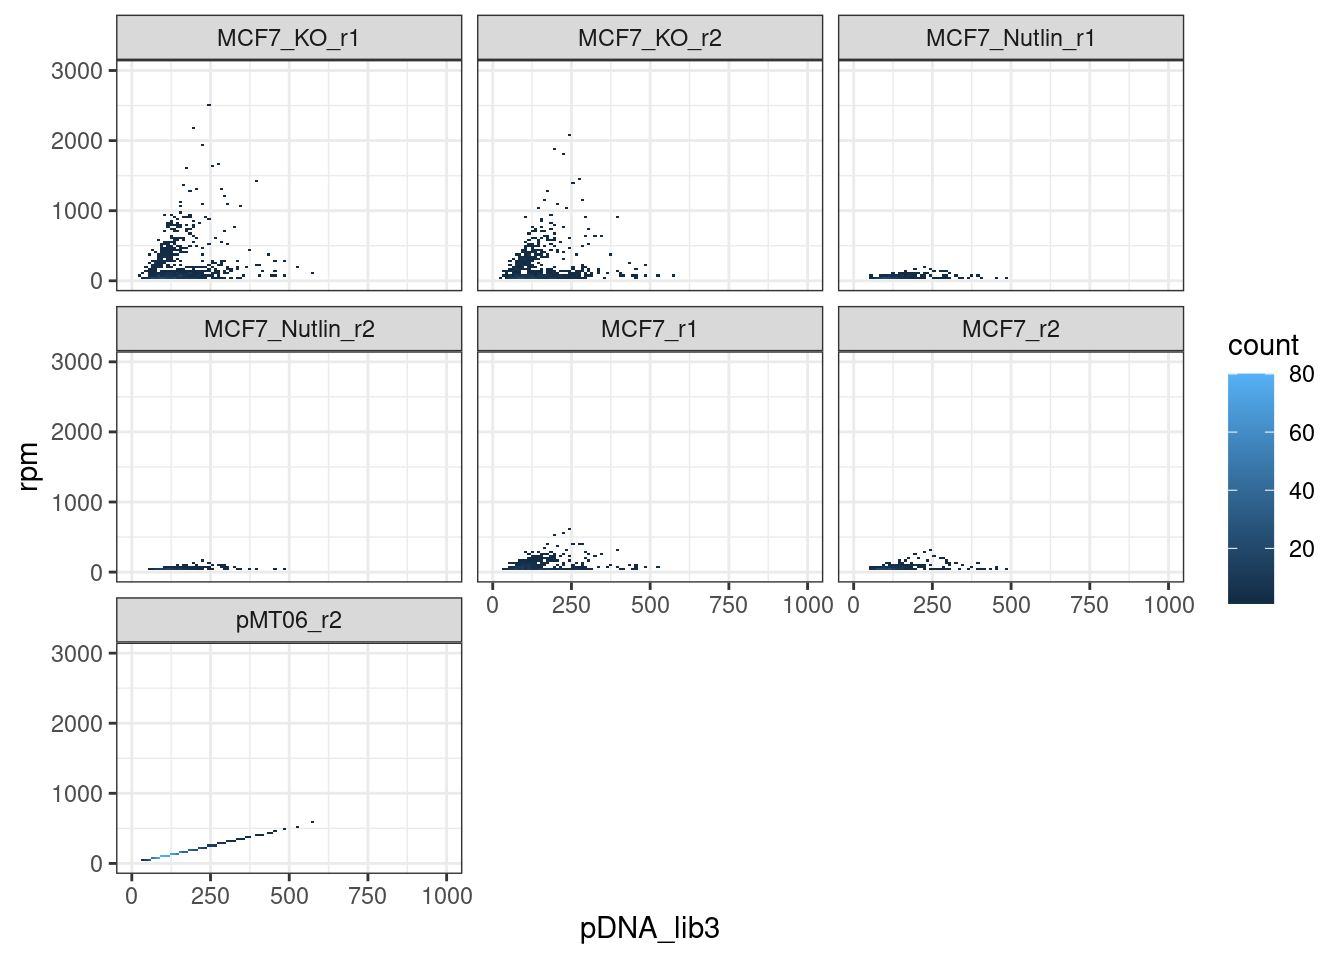 MCF7_KO_r1 MCF7_KO_r2 MCF7_Nutlin_r1
3000
2000
1000
0
MCF7_Nutlin_r2 MCF7_r1 MCF7_r2
3000
2000
1000
0
0 250 500 750 1000 0 250 500 750 1000
pMT06_r2
3000
2000
1000
0
0 250 500 750 1000
pDNA_lib3
rpm
count
80
60
40
20